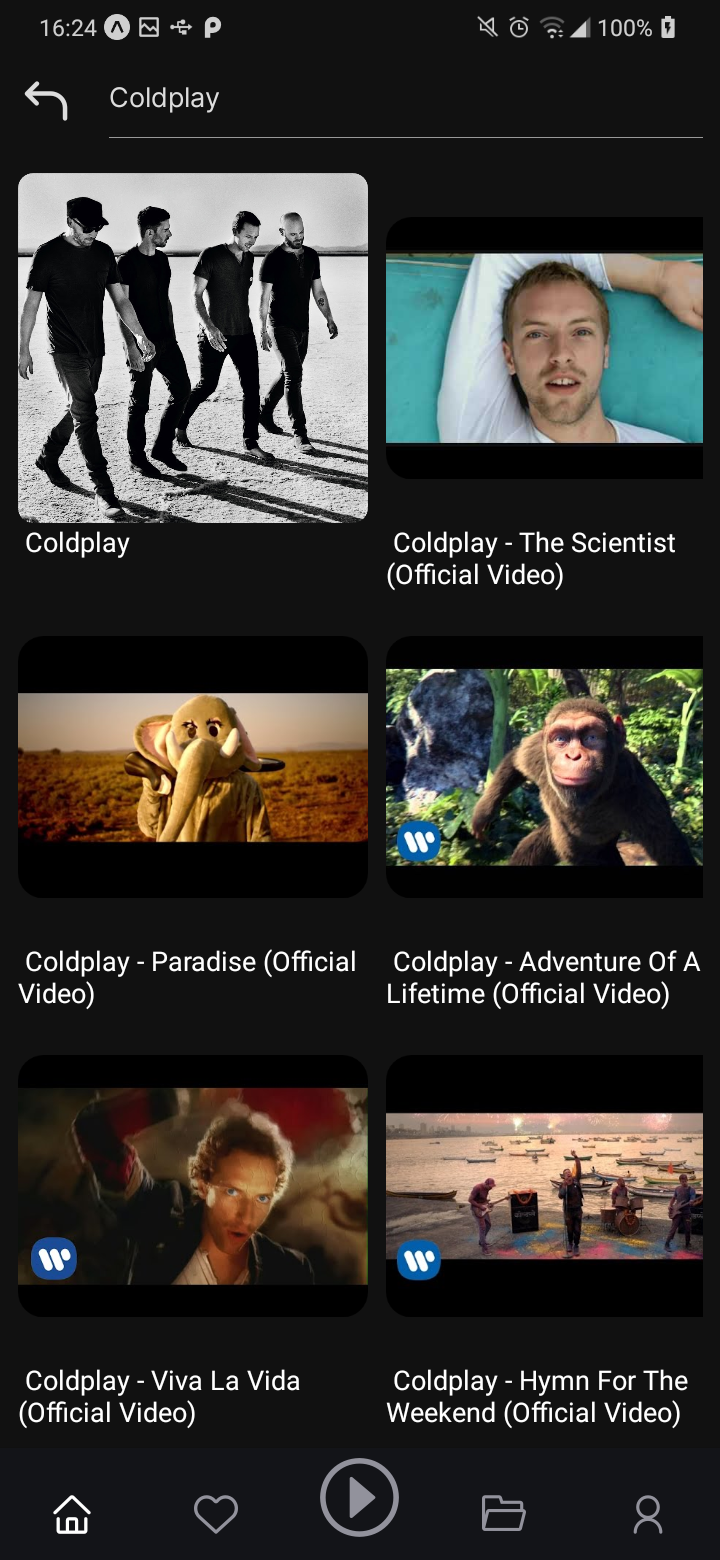 16:24
100%
Coldplay
Coldplay
Coldplay - The Scientist
(Official Video)
Coldplay - Paradise (Official
Video)
Coldplay - Adventure Of A
Lifetime (Official Video)
Coldplay - Viva La Vida
(Official Video)
Coldplay - Hymn For The
Weekend (Official Video)